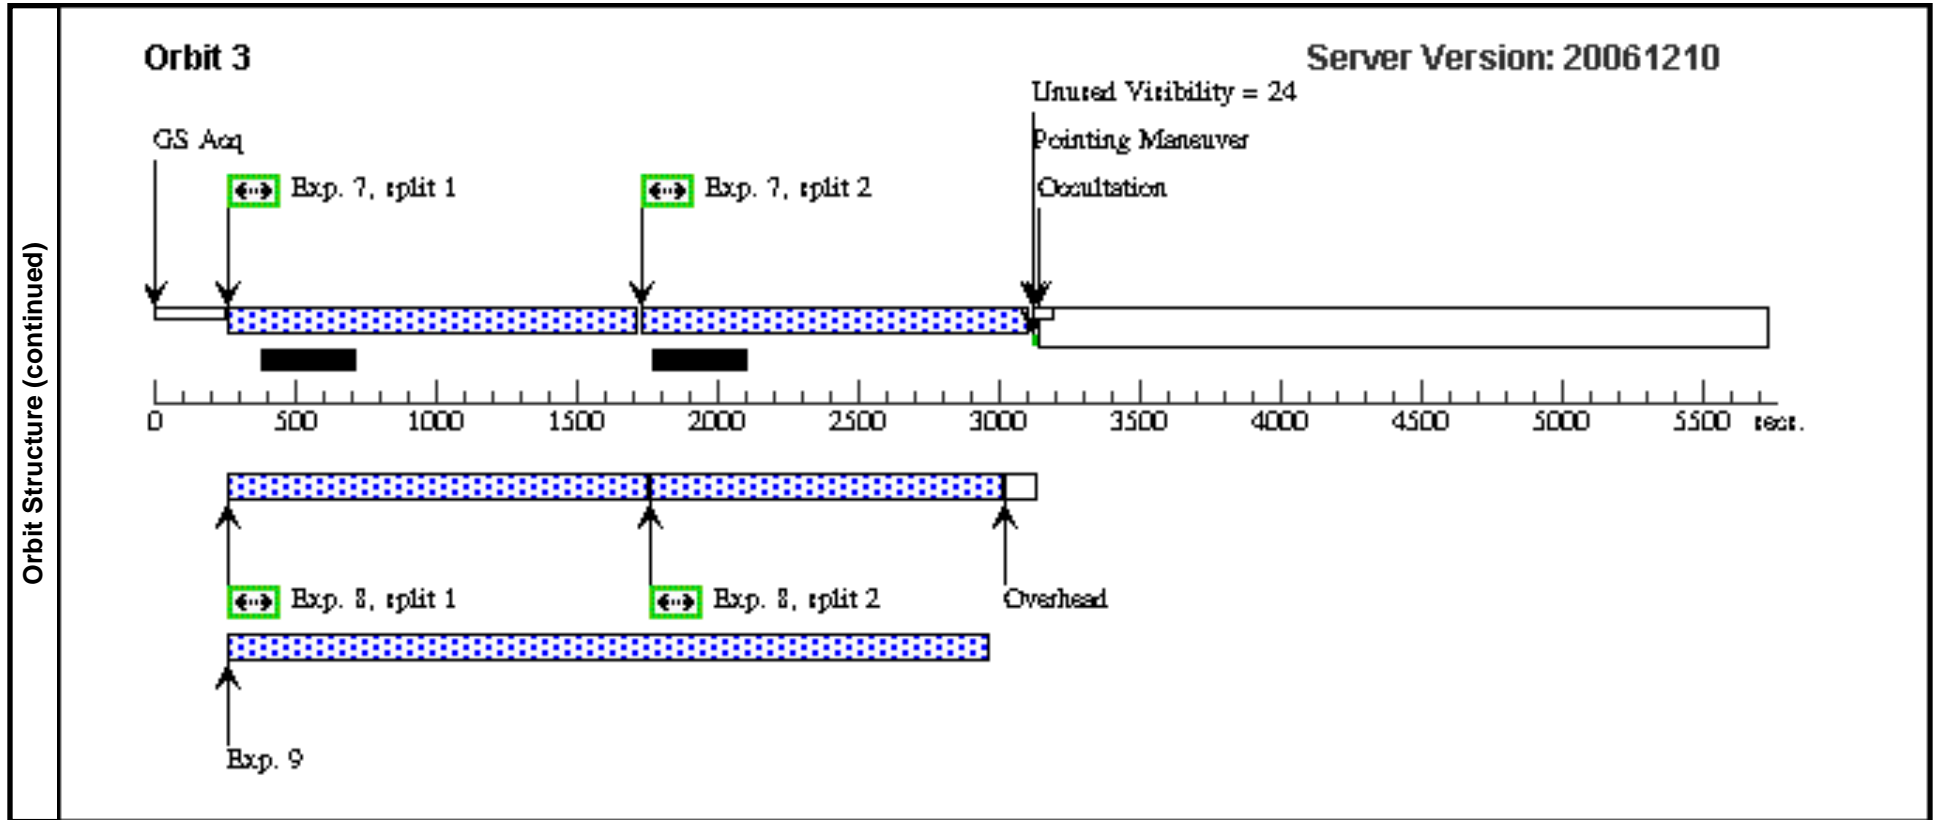 Orbit Structure (continued)
Orbit 3
Server Version: 20061210
Unused Visibility = 24
GS Acq
Pointing Maneuver
Exp. 7, split 1
Exp. 7, split 2
Occultation
0 500 1000 1500 2000 2500 3000 3500 4000 4500 5000 5500 secs.
Exp. 8, split 1
Exp. 8, split 2
Overhead
Exp. 9